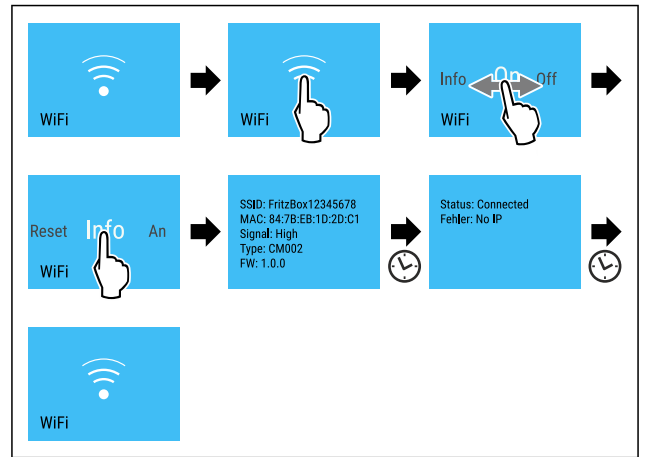 WiFi
WiFi
Info On Off
WiFi
Reset Info An
WiFi
SSID: FritzBox12345678
MAC: 84:7B:EB:1D:2D:C1
Signal: High
Type: CM002
FW: 1.0.0
Status: Connected
Fehler: No IP
WiFi